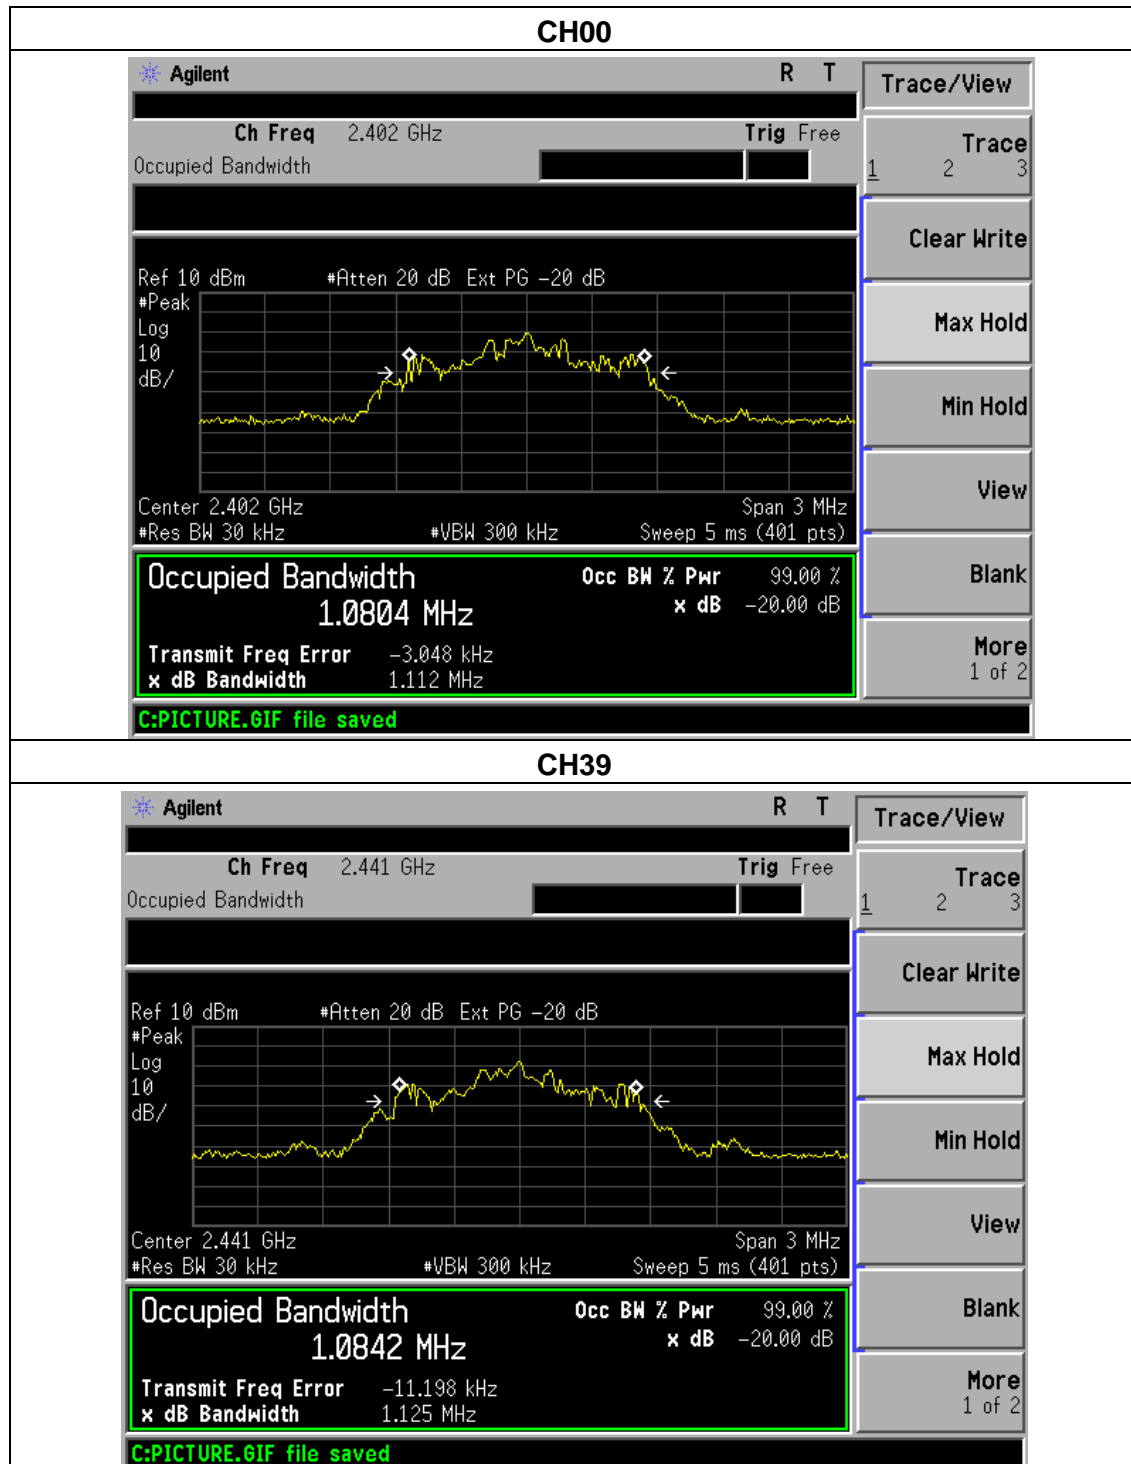 CH00
Agilent R T
Trace/View
Ch Freq 2.402 GHz Trig Free
Occupied Bandwidth
Trace
1 2 3
Clear Write
Ref 10 dBm #Atten 20 dB Ext PG -20 dB
#Peak
Log
10
dB/
Max Hold
Min Hold
View
Center 2.402 GHz Span 3 MHz
#Res BW 30 kHz #VBW 300 kHz Sweep 5 ms (401 pts)
Occupied Bandwidth Occ BW % Pwr 99.00 %
1.0804 MHz x dB -20.00 dB
Blank
Transmit Freq Error -3.048 kHz
x dB Bandwidth 1.112 MHz
More
1 of 2
C:PICTURE.GIF file saved
CH39
Agilent R T
Trace/View
Ch Freq 2.441 GHz Trig Free
Occupied Bandwidth
Trace
1 2 3
Clear Write
Ref 10 dBm #Atten 20 dB Ext PG -20 dB
#Peak
Log
10
dB/
Max Hold
Min Hold
View
Center 2.441 GHz Span 3 MHz
#Res BW 30 kHz #VBW 300 kHz Sweep 5 ms (401 pts)
Occupied Bandwidth Occ BW % Pwr 99.00 %
1.0842 MHz x dB -20.00 dB
Blank
Transmit Freq Error -11.198 kHz
x dB Bandwidth 1.125 MHz
More
1 of 2
C:PICTURE.GIF file saved